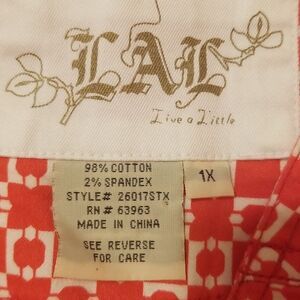 LAL
Live a Little
98% COTTON
2% SPANDEX
STYLE# 26017STX
RN# 63963
MADE IN CHINA
SEE REVERSE
FOR CARE
1X